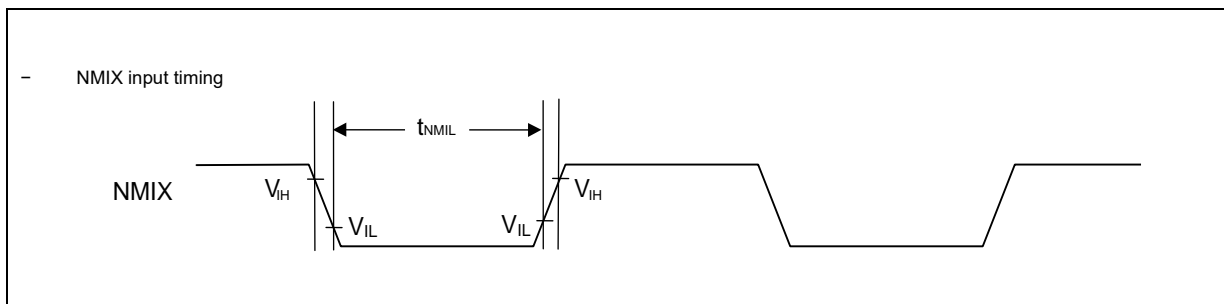 – NMIX input timing
tNMIL
NMIX
VIH
VIL
VIL
VIH